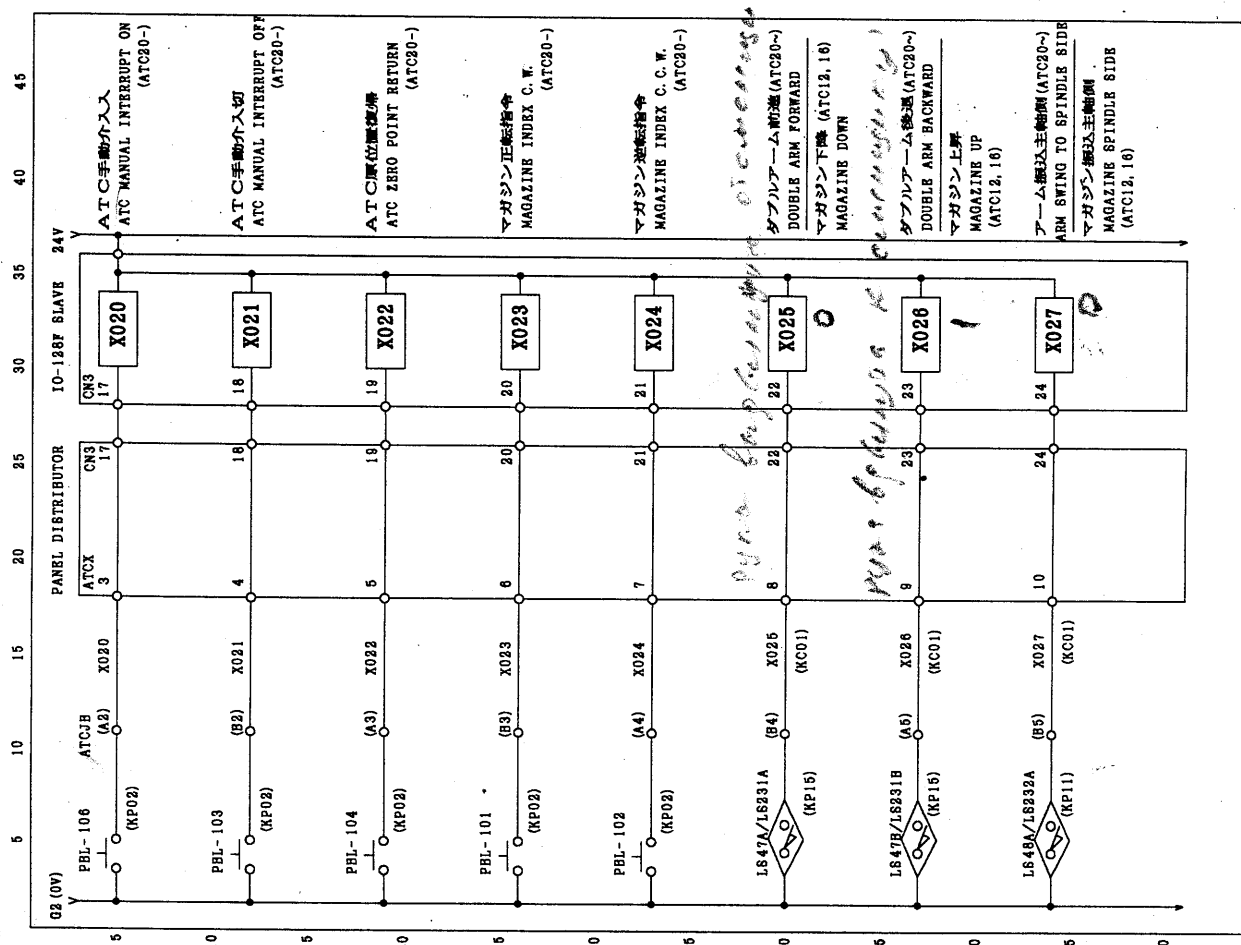 5 10 15 20 25 30 35 40 45
G2 (0V)
ATCJB
PANEL DISTRIBUTOR
IO-128F SLAVE
24V
ATCX
CN3
CN3
PBL-106
(KP02)
(A2)
X020
3
17
17
X020
ATC手動介入入
ATC MANUAL INTERRUPT ON
(ATC20-)
PBL-103
(KP02)
(B2)
X021
4
18
18
X021
ATC手動介入切
ATC MANUAL INTERRUPT OFF
(ATC20-)
PBL-104
(KP02)
(A3)
X022
5
19
19
X022
ATC原位置復帰
ATC ZERO POINT RETURN
(ATC20-)
PBL-101
(KP02)
(B3)
X023
6
20
20
X023
マガジン正転指令
MAGAZINE INDEX C.W.
(ATC20-)
PBL-102
(KP02)
(A4)
X024
7
21
21
X024
マガジン逆転指令
MAGAZINE INDEX C.C.W.
(ATC20-)
LS47A/LS231A
(KP15)
(B4)
X025
(KC01)
8
22
22
X025
0
ダブルアーム前進(ATC20~)
DOUBLE ARM FORWARD
マガジン下降 (ATC12,16)
MAGAZINE DOWN
LS47B/LS231B
(KP15)
(A5)
X026
(KC01)
9
23
23
X026
1
ダブルアーム後退(ATC20~)
DOUBLE ARM BACKWARD
マガジン上昇
MAGAZINE UP
(ATC12,16)
LS48A/LS232A
(KP11)
(B5)
X027
(KC01)
10
24
24
X027
0
アーム振込主軸側(ATC20~)
ARM SWING TO SPINDLE SIDE
マガジン振込主軸側
MAGAZINE SPINDLE SIDE
(ATC12,16)
5
0
5
0
5
0
5
0
5
0